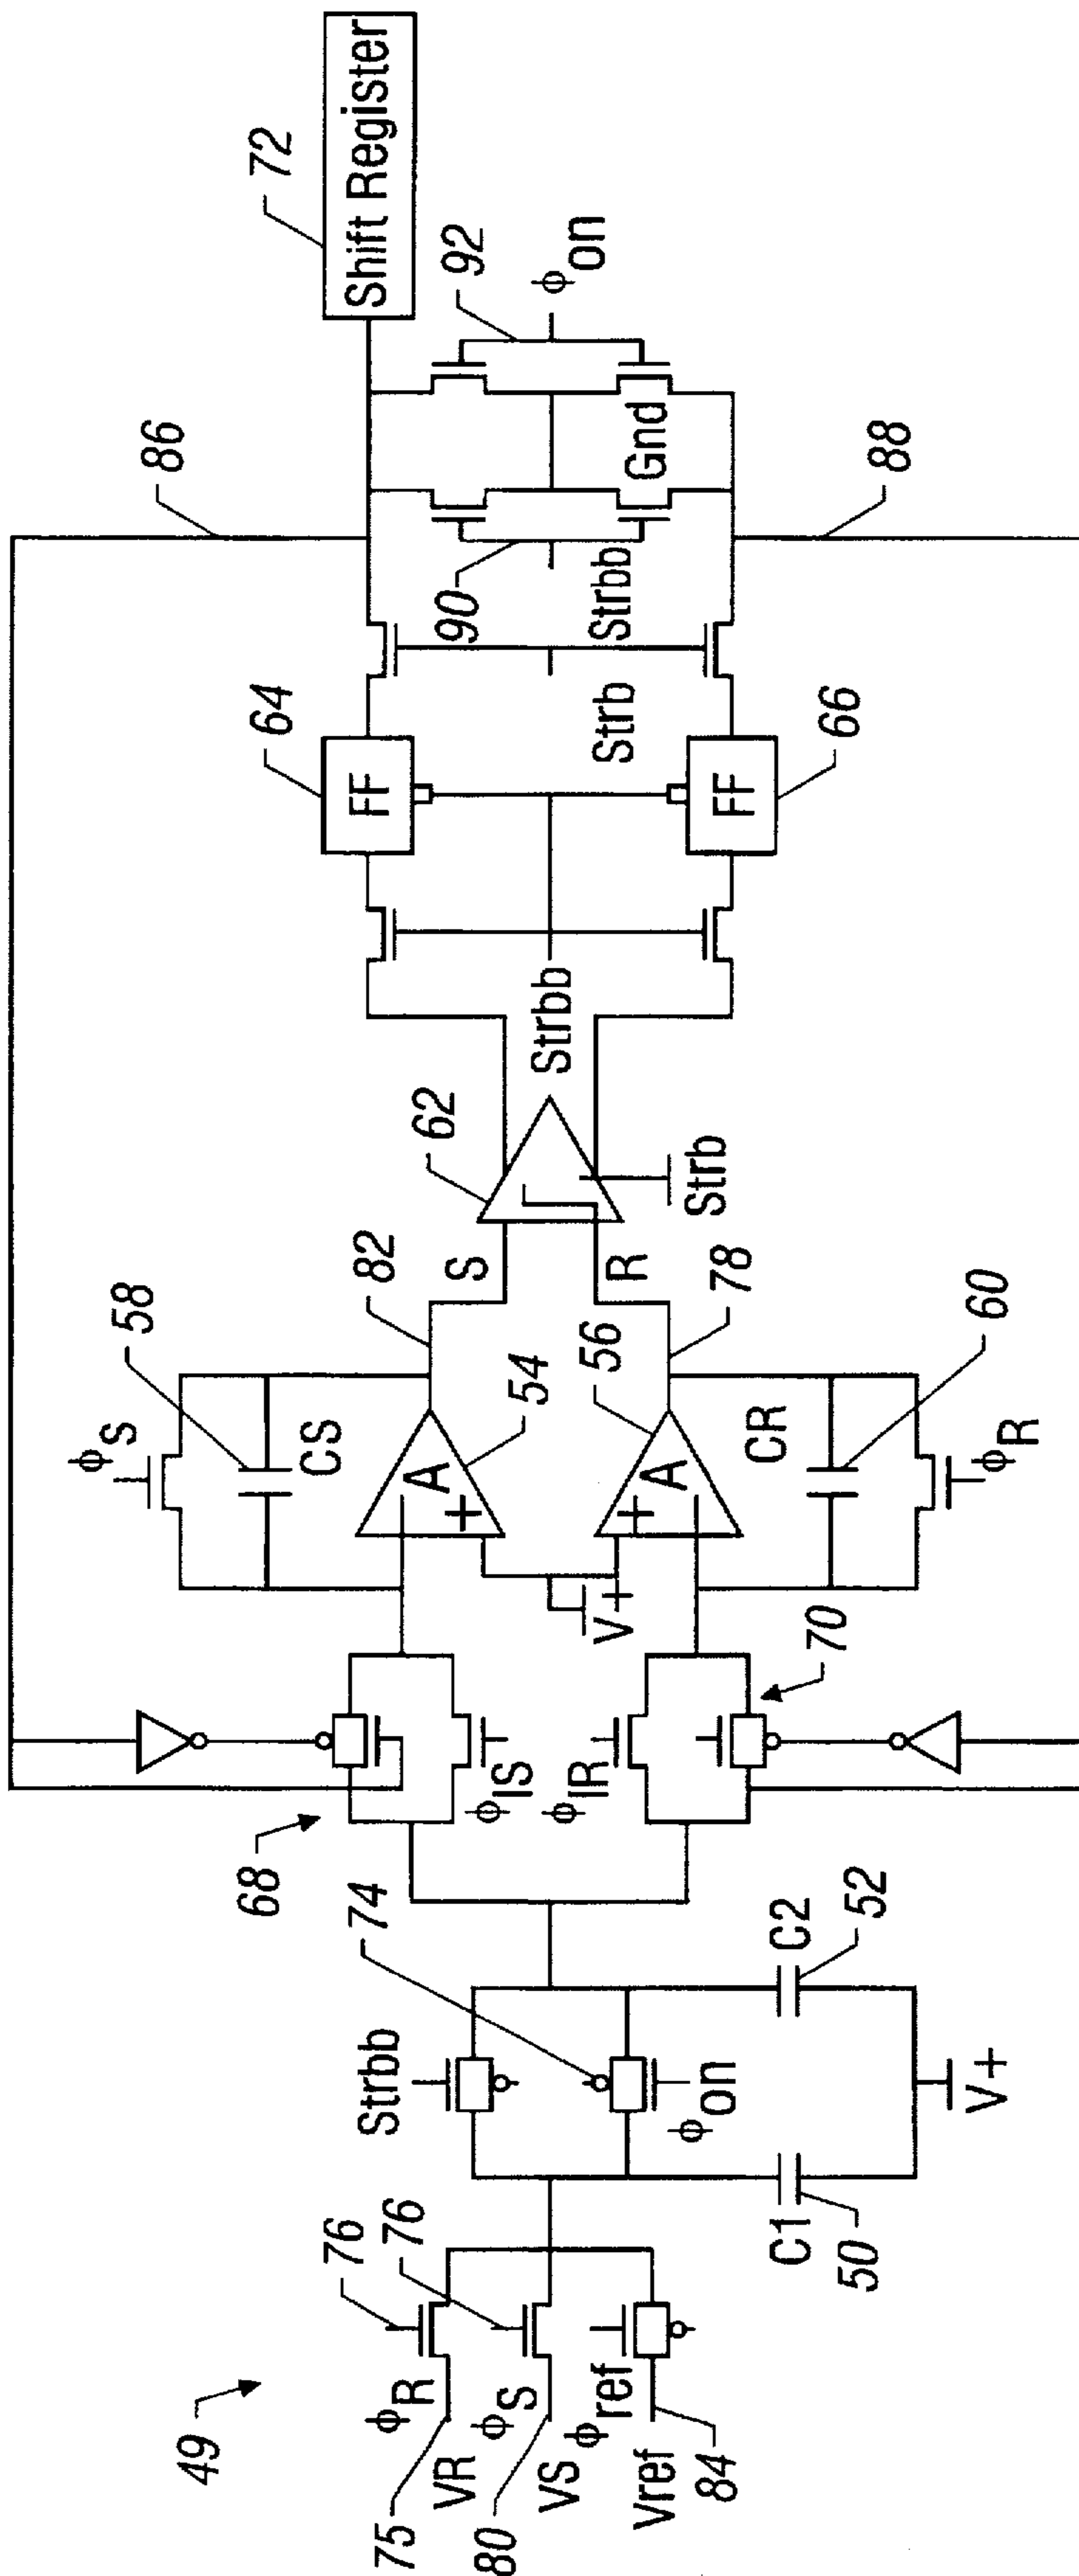 49
75
ϕR
76
VR
80
ϕS
76
VS
ϕref
Vref
84
Strbb
74
ϕon
C1
50
C2
52
V+
68
ϕIS
ϕIR
70
ϕS
58
CS
A
+
54
V+
+
A
56
CR
60
ϕR
82
S
R
78
62
Strb
Strbb
64
FF
FF
66
Strb
90
Strbb
86
88
Gnd
92
ϕon
72
Shift Register